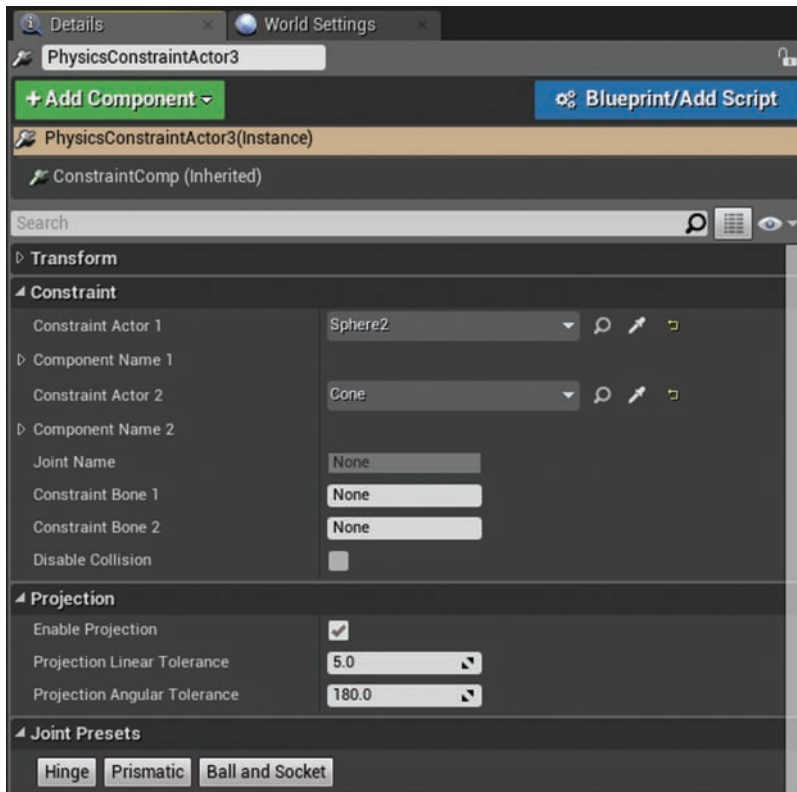 Details World Settings
PhysicsConstraintActor3
+ Add Component Blueprint/Add Script
PhysicsConstraintActor3(Instance)
ConstraintComp (Inherited)
Search
Transform
Constraint
Constraint Actor 1 Sphere2
Component Name 1
Constraint Actor 2 Cone
Component Name 2
Joint Name None
Constraint Bone 1 None
Constraint Bone 2 None
Disable Collision
Projection
Enable Projection
Projection Linear Tolerance 5.0
Projection Angular Tolerance 180.0
Joint Presets
Hinge Prismatic Ball and Socket